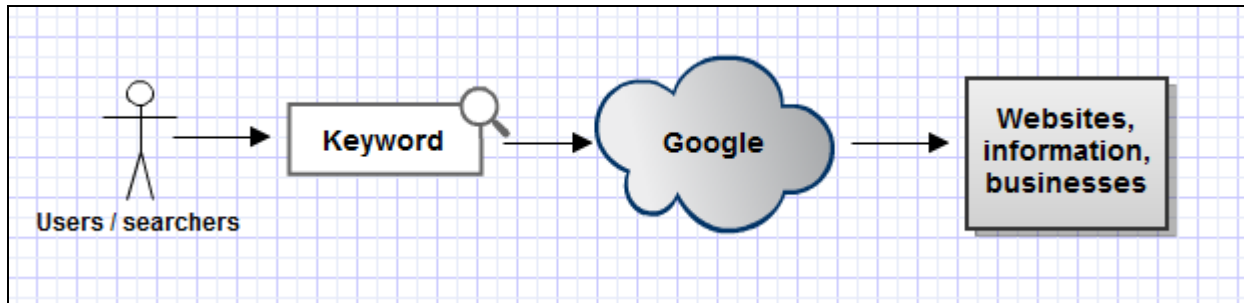 Users / searchers
Keyword
Google
Websites,
information,
businesses